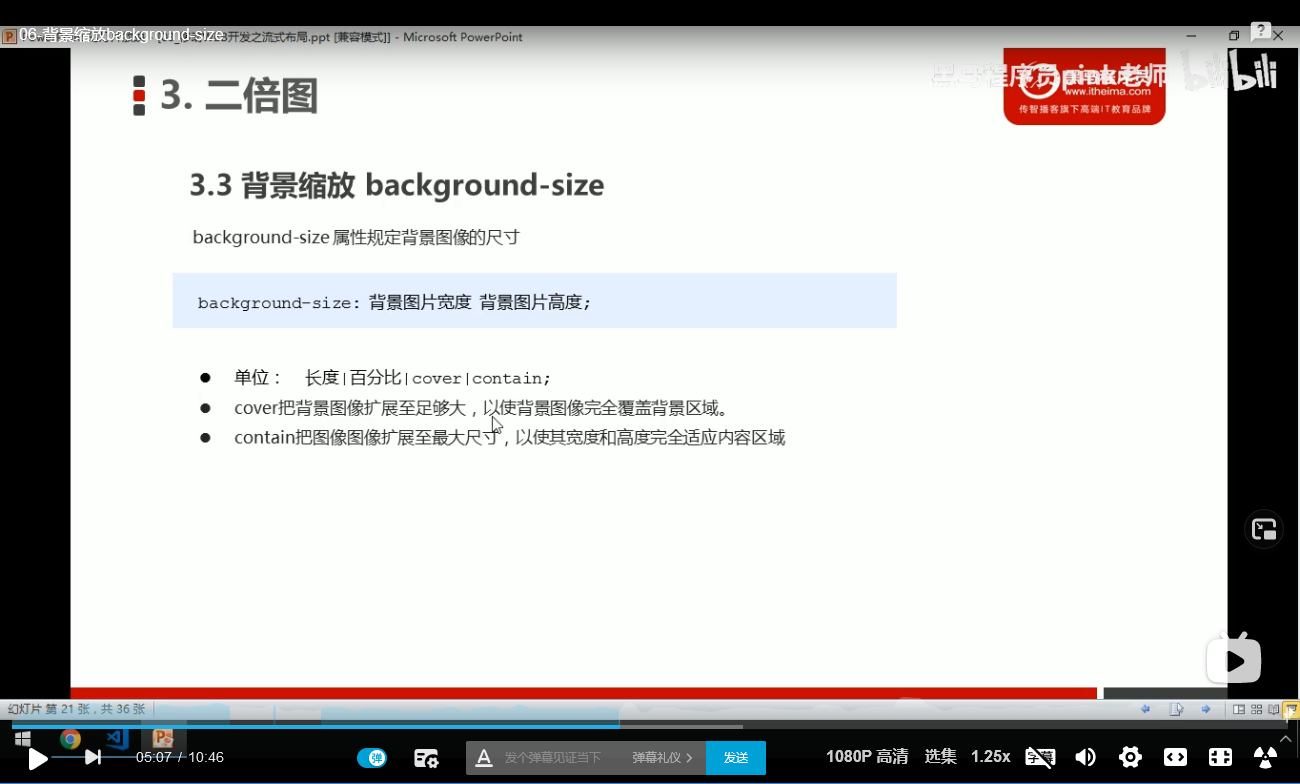 06-背景缩放background-size
开发之流式布局.ppt [兼容模式]] - Microsoft PowerPoint
黑马程序员pink老师
bilibili
www.itheima.com
传智播客旗下高端IT教育品牌
3. 二倍图
3.3 背景缩放 background-size
background-size 属性规定背景图像的尺寸
background-size: 背景图片宽度 背景图片高度;
● 单位： 长度|百分比|cover|contain;
● cover把背景图像扩展至足够大，以使背景图像完全覆盖背景区域。
● contain把图像图像扩展至最大尺寸，以使其宽度和高度完全适应内容区域
幻灯片 第 21 张，共 36 张
05:07 / 10:46
弹
A 发个弹幕见证当下
弹幕礼仪 >
发送
1080P 高清
选集
1.25x
字幕